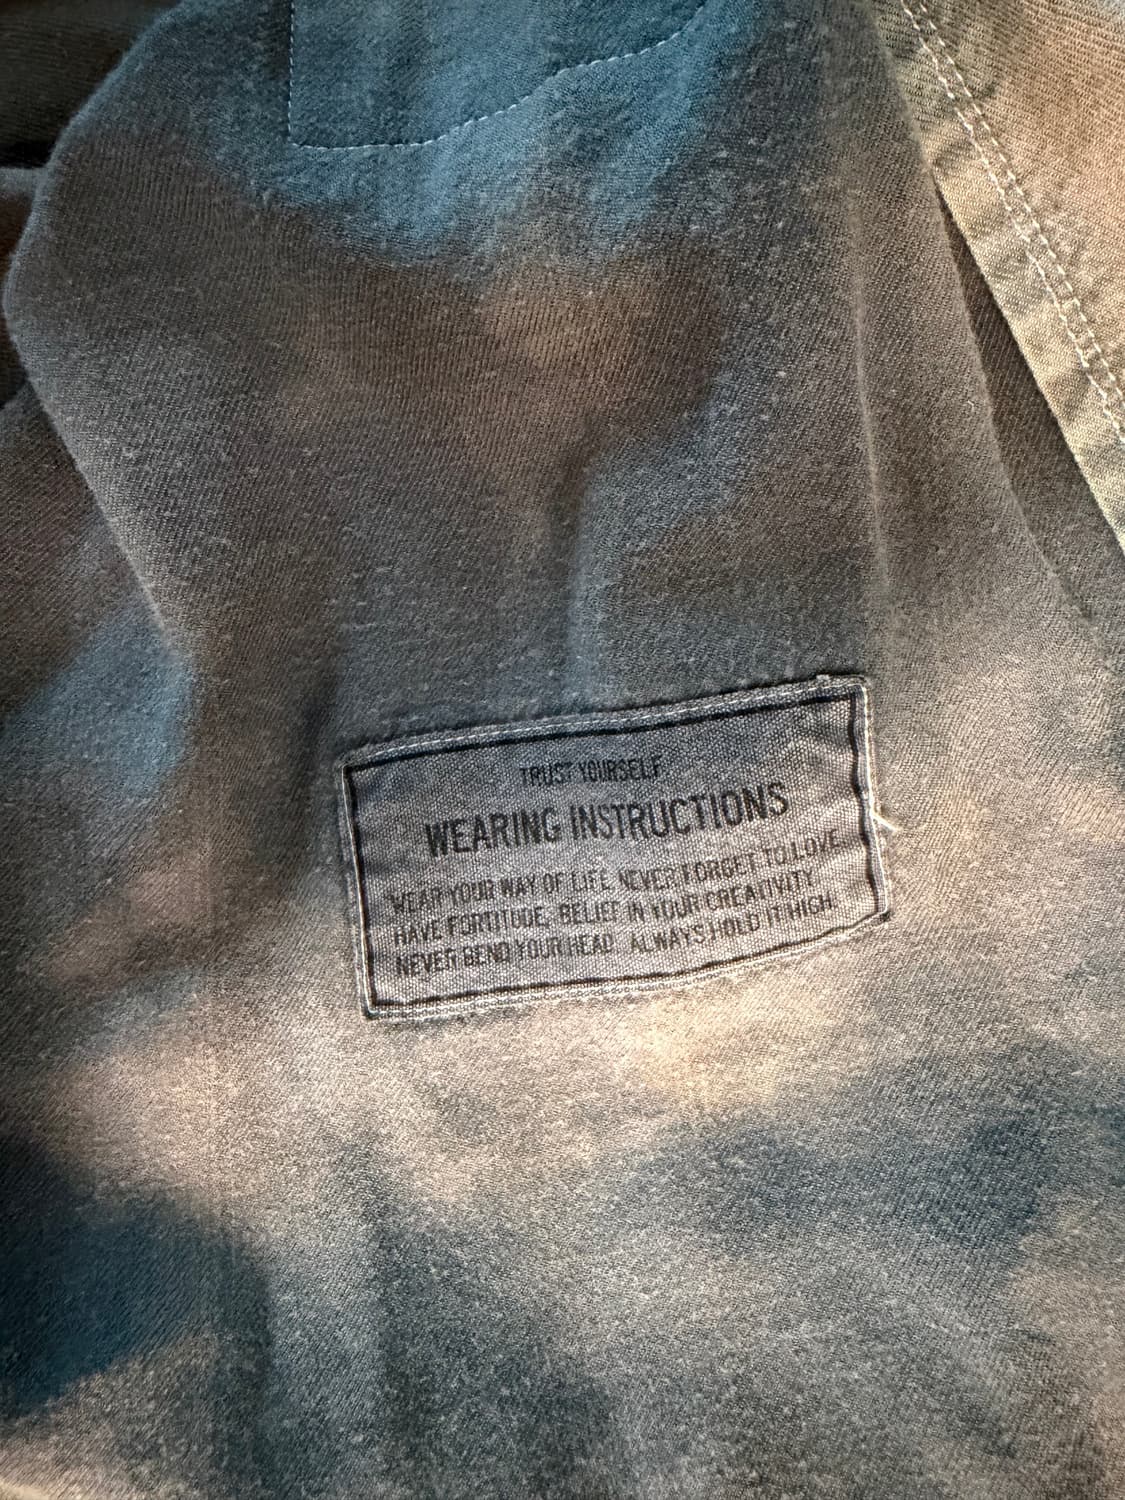 TRUST YOURSELF
WEARING INSTRUCTIONS
WEAR YOUR WAY OF LIFE NEVER FORGET TO LOVE
HAVE FORTITUDE, BELIEF IN YOUR CREATIVITY
NEVER BEND YOUR HEAD. ALWAYS HOLD IT HIGH.